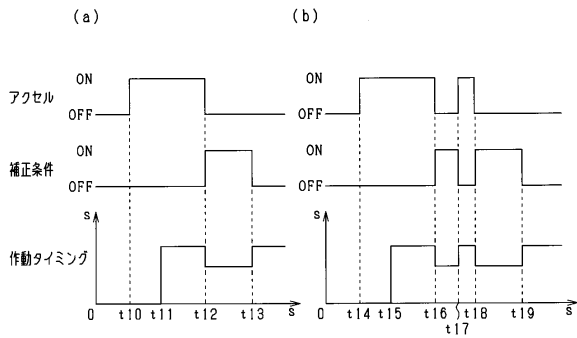 (a)
(b)
アクセル
ON
OFF
ON
OFF
補正条件
ON
OFF
ON
OFF
作動タイミング
s
0
t10
t11
t12
t13
s
s
0
t14
t15
t16
t17
t18
t19
s